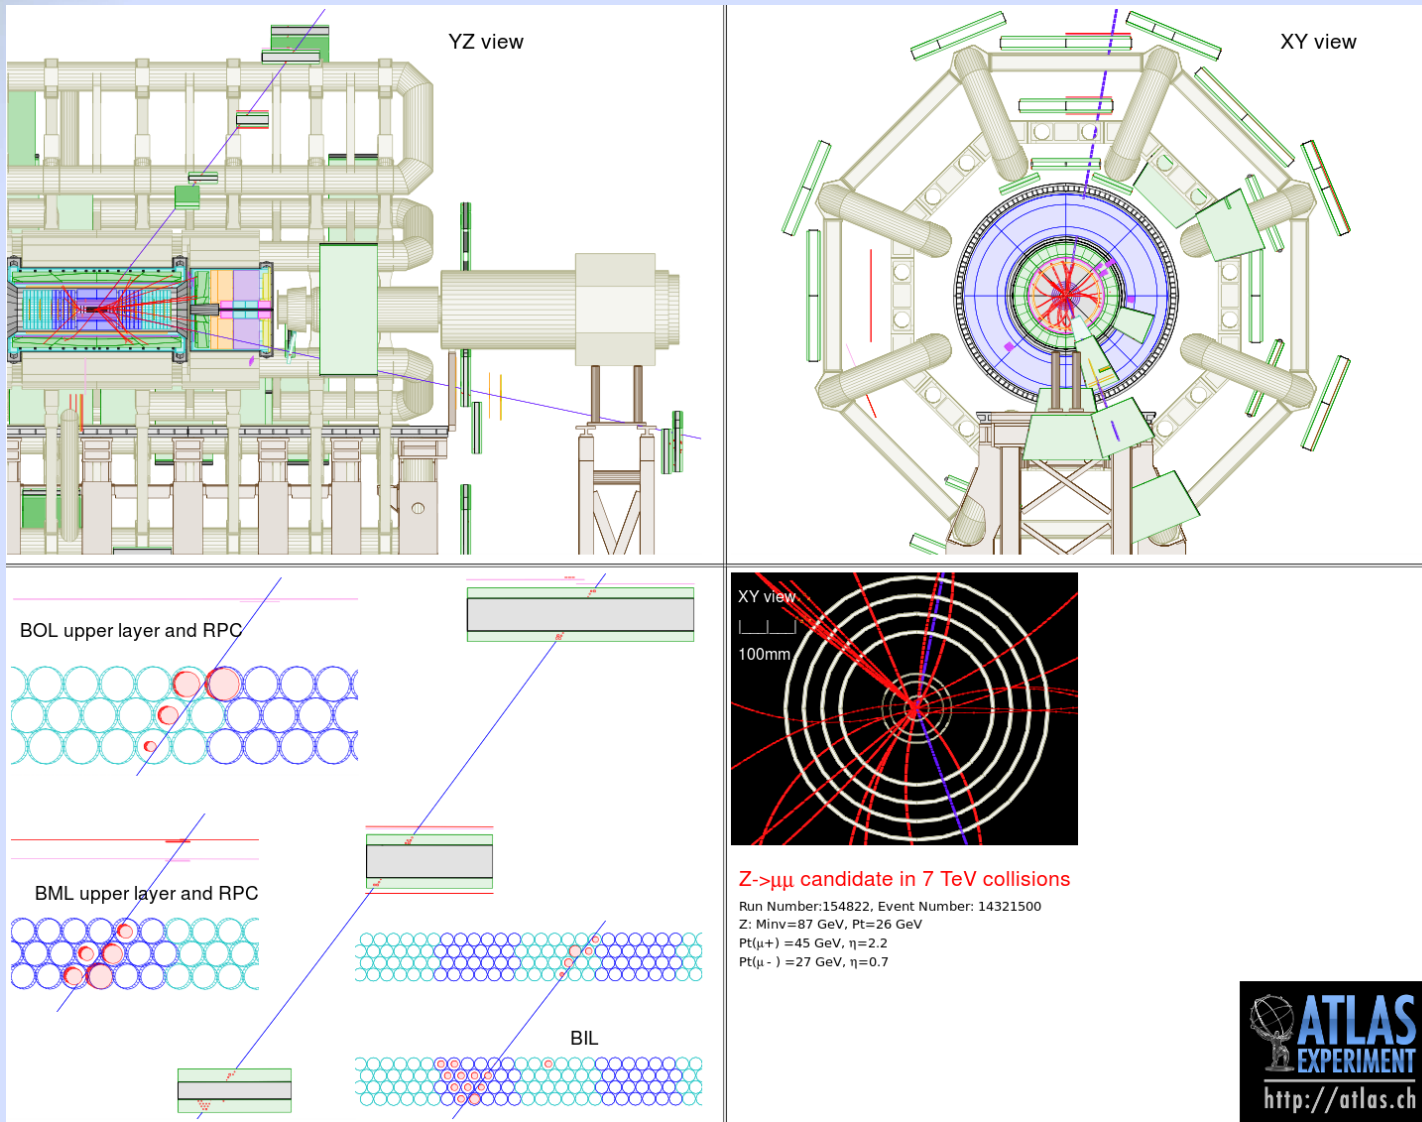 YZ view
XY view
BOL upper layer and RPC
BML upper layer and RPC
BIL
XY view
100mm
Z->μμ candidate in 7 TeV collisions
Run Number:154822, Event Number: 14321500
Z: Minv=87 GeV, Pt=26 GeV
Pt(μ+) =45 GeV, η=2.2
Pt(μ - ) =27 GeV, η=0.7
ATLAS
EXPERIMENT
http://atlas.ch